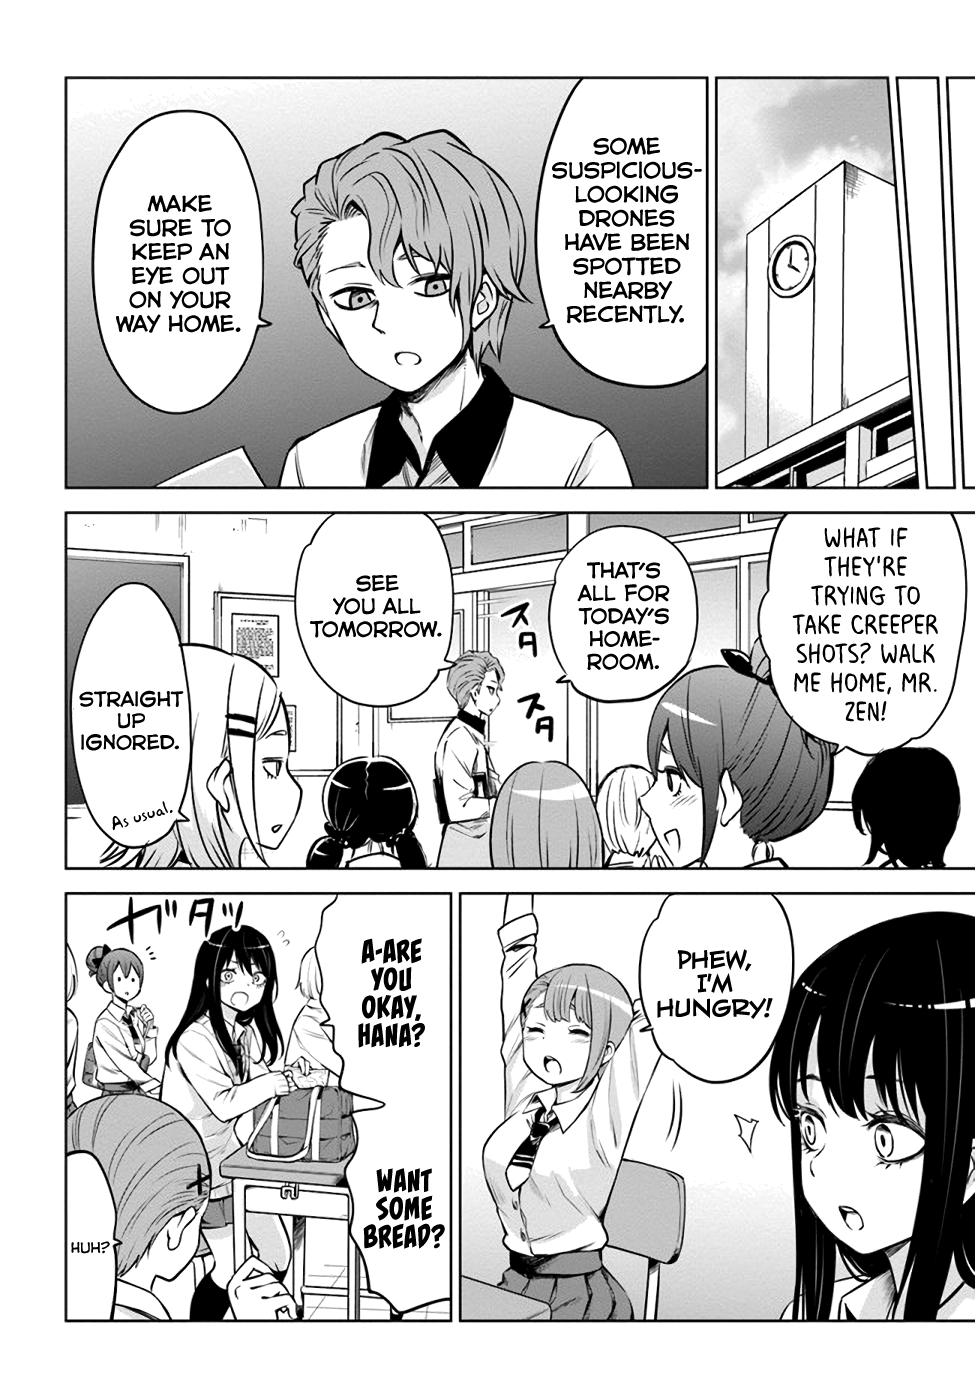 SOME
SUSPICIOUS-
LOOKING
DRONES
HAVE BEEN
SPOTTED
NEARBY
RECENTLY.
MAKE
SURE TO
KEEP AN
EYE OUT
ON YOUR
WAY HOME.
WHAT IF
THEY'RE
TRYING TO
TAKE CREEPER
SHOTS? WALK
ME HOME, MR.
ZEN!
THAT'S
ALL FOR
TODAY'S
HOME-
ROOM.
スタ
スタ
SEE
YOU ALL
TOMORROW.
STRAIGHT
UP
IGNORED.
As usual.
PHEW,
I'M
HUNGRY!
ガタッ
A-ARE
YOU
OKAY,
HANA?
WANT
SOME
BREAD?
HUH?